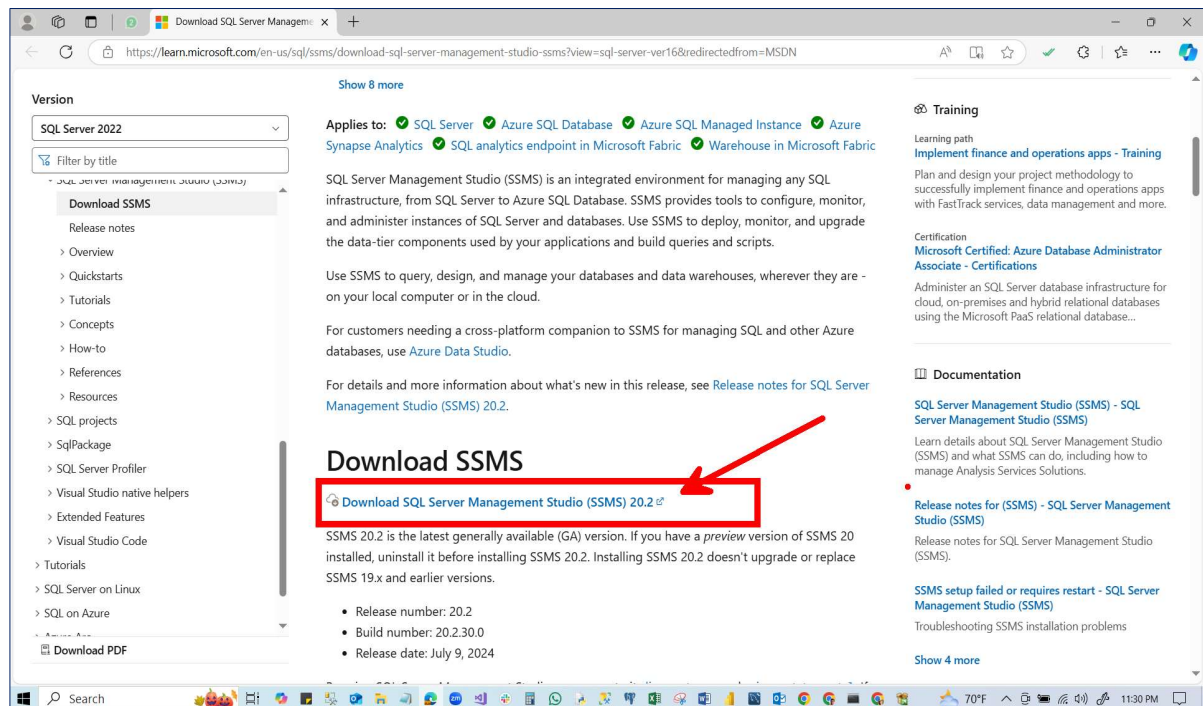 Download SQL Server Manageme
https://learn.microsoft.com/en-us/sql/ssms/download-sql-server-management-studio-ssms?view=sql-server-ver16&redirectedfrom=MSDN
Version
SQL Server 2022
Filter by title
SQL Server Management Studio (SSMS)
Download SSMS
Release notes
Overview
Quickstarts
Tutorials
Concepts
How-to
References
Resources
SQL projects
SqlPackage
SQL Server Profiler
Visual Studio native helpers
Extended Features
Visual Studio Code
Tutorials
SQL Server on Linux
SQL on Azure
Azure Arc
Download PDF
Show 8 more
Applies to: SQL Server Azure SQL Database Azure SQL Managed Instance Azure
Synapse Analytics SQL analytics endpoint in Microsoft Fabric Warehouse in Microsoft Fabric
SQL Server Management Studio (SSMS) is an integrated environment for managing any SQL
infrastructure, from SQL Server to Azure SQL Database. SSMS provides tools to configure, monitor,
and administer instances of SQL Server and databases. Use SSMS to deploy, monitor, and upgrade
the data-tier components used by your applications and build queries and scripts.
Use SSMS to query, design, and manage your databases and data warehouses, wherever they are -
on your local computer or in the cloud.
For customers needing a cross-platform companion to SSMS for managing SQL and other Azure
databases, use Azure Data Studio.
For details and more information about what's new in this release, see Release notes for SQL Server
Management Studio (SSMS) 20.2.
Download SSMS
Download SQL Server Management Studio (SSMS) 20.2
SSMS 20.2 is the latest generally available (GA) version. If you have a preview version of SSMS 20
installed, uninstall it before installing SSMS 20.2. Installing SSMS 20.2 doesn't upgrade or replace
SSMS 19.x and earlier versions.
• Release number: 20.2
• Build number: 20.2.30.0
• Release date: July 9, 2024
Training
Learning path
Implement finance and operations apps - Training
Plan and design your project methodology to
successfully implement finance and operations apps
with FastTrack services, data management and more.
Certification
Microsoft Certified: Azure Database Administrator
Associate - Certifications
Administer an SQL Server database infrastructure for
cloud, on-premises and hybrid relational databases
using the Microsoft PaaS relational database...
Documentation
SQL Server Management Studio (SSMS) - SQL
Server Management Studio (SSMS)
Learn details about SQL Server Management Studio
(SSMS) and what SSMS can do, including how to
manage Analysis Services Solutions.
Release notes for (SSMS) - SQL Server Management
Studio (SSMS)
Release notes for SQL Server Management Studio
(SSMS).
SSMS setup failed or requires restart - SQL Server
Management Studio (SSMS)
Troubleshooting SSMS installation problems
Show 4 more
Search
70°F
11:30 PM